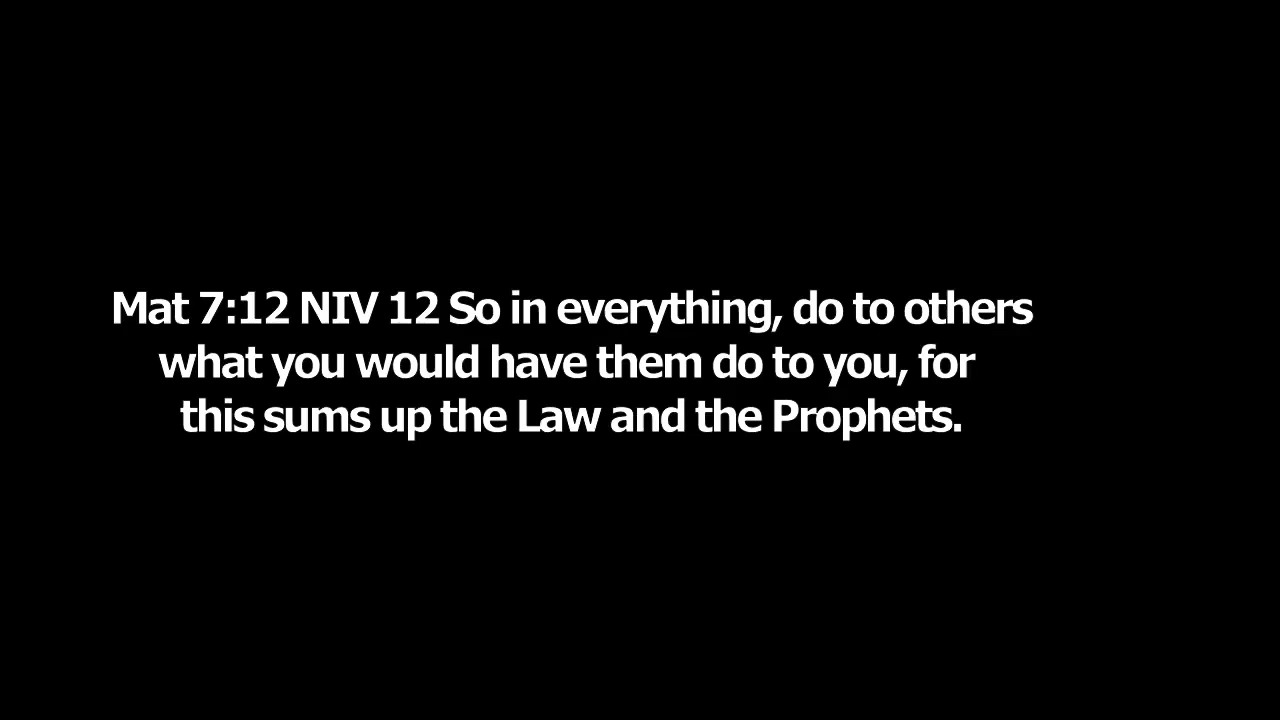 Mat 7:12 NIV 12 So in everything, do to others
what you would have them do to you, for
this sums up the Law and the Prophets.